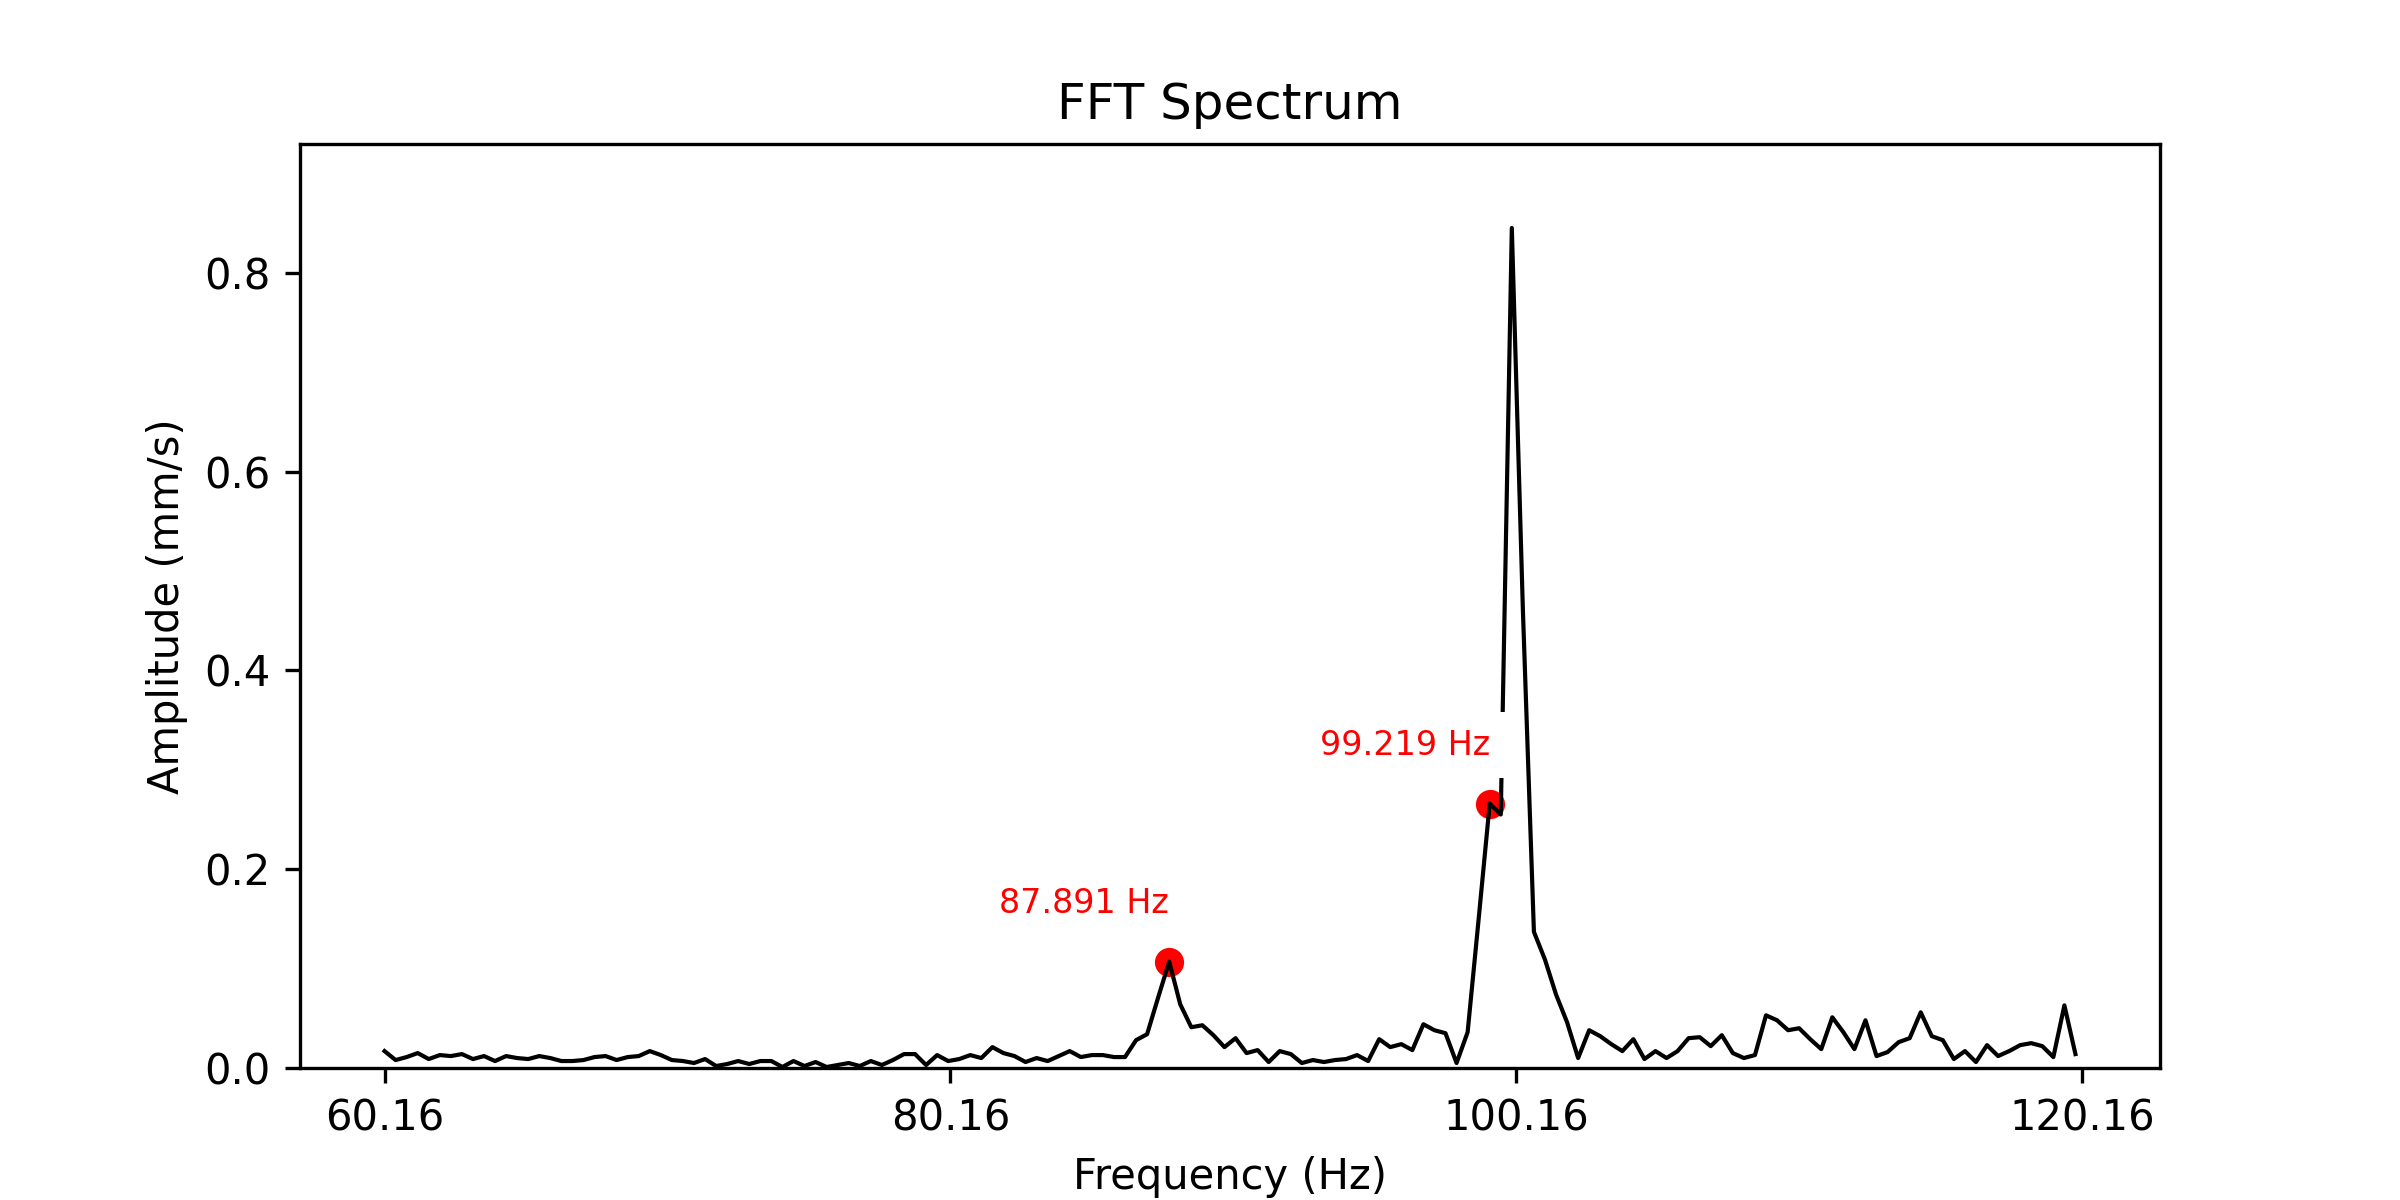 FFT Spectrum
Amplitude (mm/s)
0.8
0.6
0.4
0.2
0.0
99.219 Hz
87.891 Hz
60.16
80.16
100.16
120.16
Frequency (Hz)